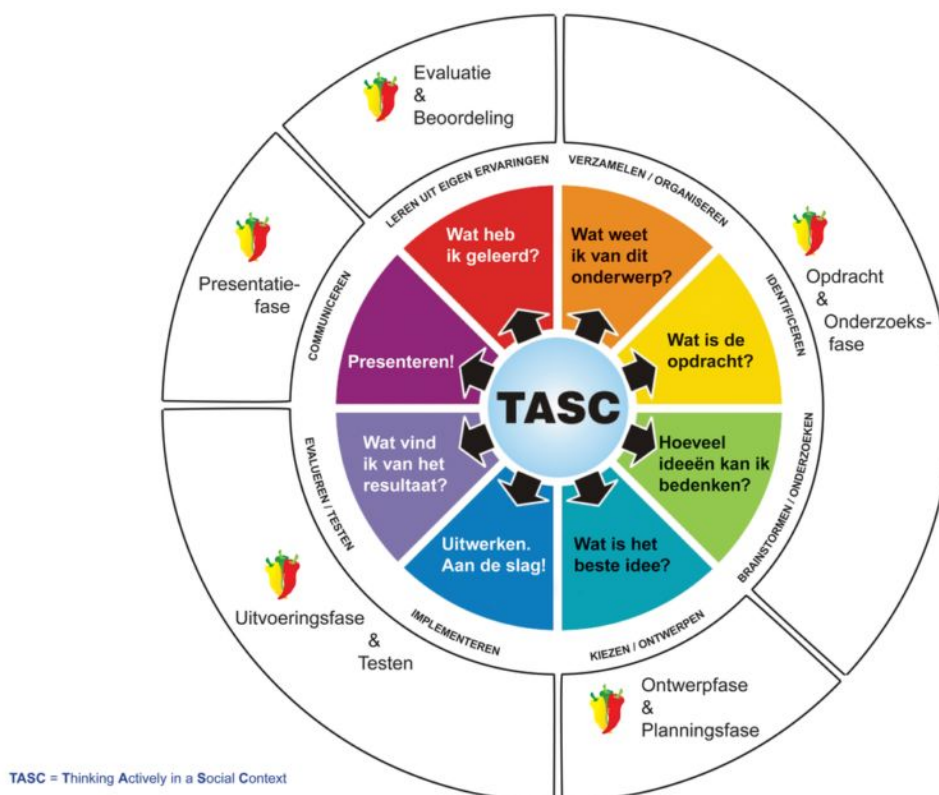 Evaluatie
&
Beoordeling
Presentatie-
fase
Opdracht
&
Onderzoeks-
fase
Uitvoeringsfase
&
Testen
Ontwerpfase
&
Planningsfase
LEREN UIT EIGEN ERVARINGEN
VERZAMELEN / ORGANISEREN
IDENTIFICEREN
BRAINSTORMEN / ONDERZOEKEN
KIEZEN / ONTWERPEN
IMPLEMENTEREN
EVALUEREN / TESTEN
COMMUNICEREN
Wat heb
ik geleerd?
Wat weet
ik van dit
onderwerp?
Wat is de
opdracht?
Hoeveel
ideeën kan ik
bedenken?
Wat is het
beste idee?
Uitwerken.
Aan de slag!
Wat vind
ik van het
resultaat?
Presenteren!
TASC
TASC = Thinking Actively in a Social Context